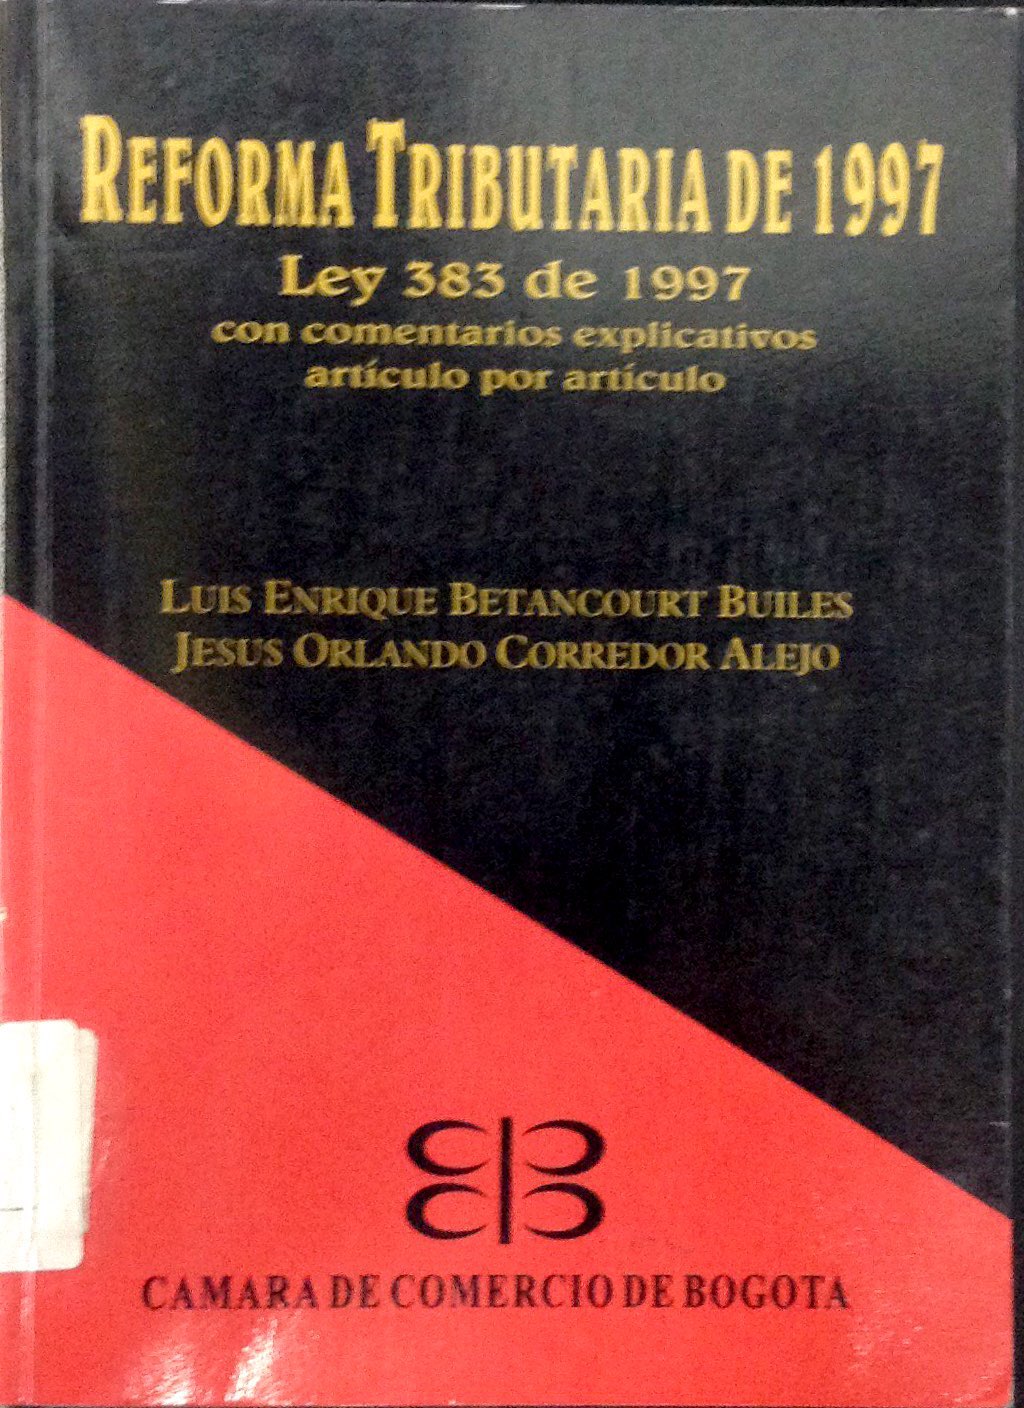 REFORMA TRIBUTARIA DE 1997
Ley 383 de 1997
con comentarios explicativos
artículo por artículo
LUIS ENRIQUE BETANCOURT BUILES
JESUS ORLANDO CORREDOR ALEJO
CAMARA DE COMERCIO DE BOGOTA